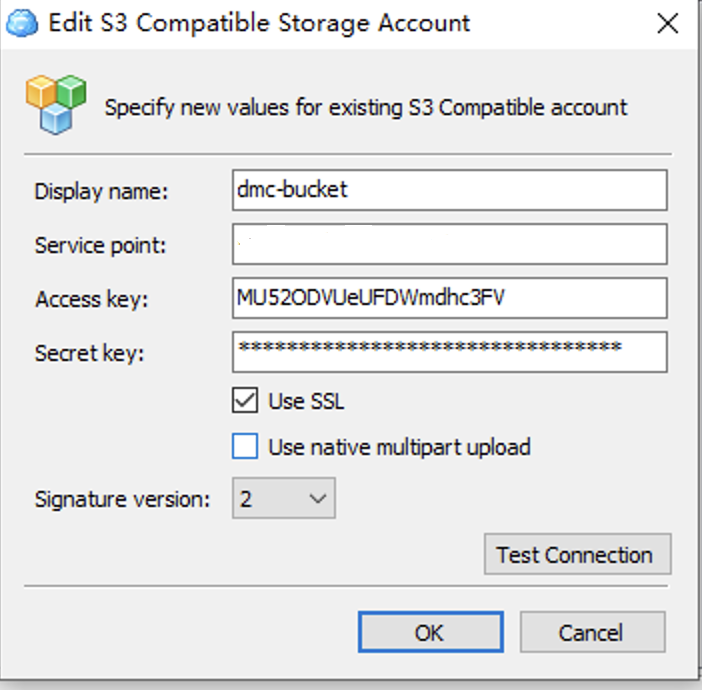 Edit S3 Compatible Storage Account
Specify new values for existing S3 Compatible account
Display name: dmc-bucket
Service point:
Access key: MU52ODVUeUFDWmdhc3FV
Secret key: ********************************
Use SSL
Use native multipart upload
Signature version: 2
Test Connection
OK Cancel